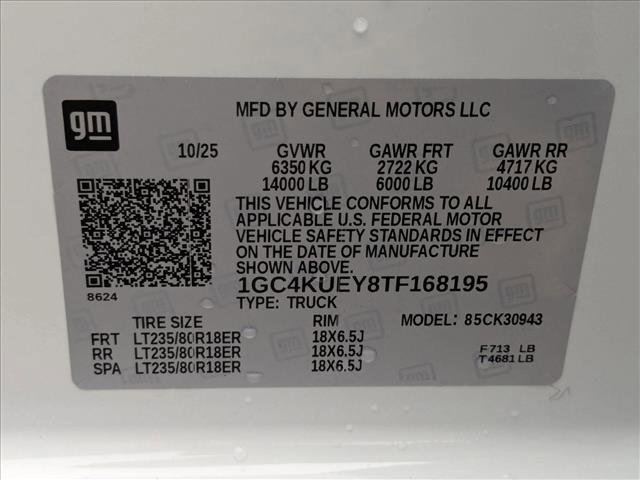 gm
MFD BY GENERAL MOTORS LLC
10/25 GVWR GAWR FRT GAWR RR
6350 KG 2722 KG 4717 KG
14000 LB 6000 LB 10400 LB
THIS VEHICLE CONFORMS TO ALL
APPLICABLE U.S. FEDERAL MOTOR
VEHICLE SAFETY STANDARDS IN EFFECT
ON THE DATE OF MANUFACTURE
SHOWN ABOVE.
8624
1GC4KUEY8TF168195
TYPE: TRUCK
TIRE SIZE RIM MODEL: 85CK30943
FRT LT235/80R18ER 18X6.5J
RR LT235/80R18ER 18X6.5J
SPA LT235/80R18ER 18X6.5J
F 713 LB
T 4681 LB